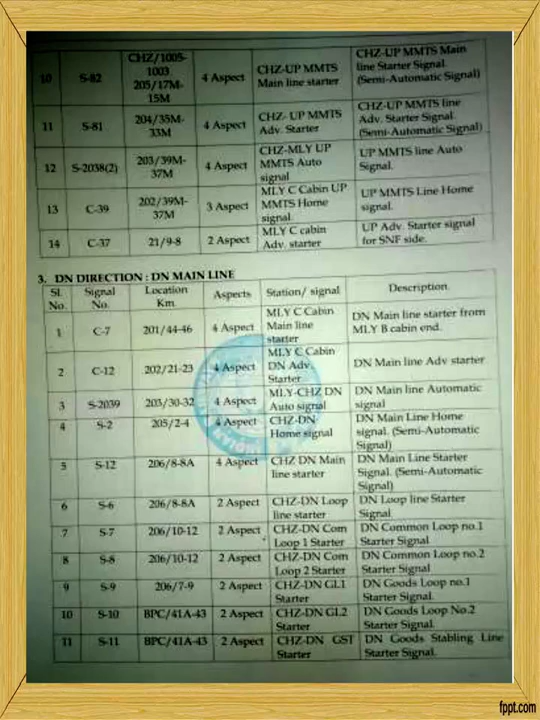 10 S-82 CHZ/1005-1003 205/17M-15M 4 Aspect CHZ-UP MMTS Main line starter CHZ-UP MMTS Main line Starter Signal. (Semi-Automatic Signal)
11 S-81 204/35M-33M 4 Aspect CHZ- UP MMTS Adv. Starter CHZ-UP MMTS line Adv. Starter Signal. (Semi-Automatic Signal)
12 S-2038(2) 203/39M-37M 4 Aspect CHZ-MLY UP MMTS Auto signal UP MMTS line Auto Signal.
13 C-39 202/39M-37M 3 Aspect MLY C Cabin UP MMTS Home signal UP MMTS Line Home signal.
14 C-37 21/9-8 2 Aspect MLY C cabin Adv. starter UP Adv. Starter signal for SNF side.
3. DN DIRECTION : DN MAIN LINE
Sl. No. Signal No. Location Km. Aspects Station/ signal Description
1 C-7 201/44-46 4 Aspect MLY C Cabin Main line starter DN Main line starter from MLY B cabin end.
2 C-12 202/21-23 4 Aspect MLY C Cabin DN Adv. Starter DN Main line Adv starter
3 S-2039 203/30-32 4 Aspect MLY-CHZ DN Auto signal DN Main line Automatic signal
4 S-2 205/2-4 4 Aspect CHZ-DN Home signal DN Main Line Home signal. (Semi-Automatic Signal)
5 S-12 206/8-8A 4 Aspect CHZ DN Main line starter DN Main Line Starter Signal. (Semi-Automatic Signal)
6 S-6 206/8-8A 2 Aspect CHZ-DN Loop line starter DN Loop line Starter Signal
7 S-7 206/10-12 2 Aspect CHZ-DN Com Loop 1 Starter DN Common Loop no.1 Starter Signal
8 S-8 206/10-12 2 Aspect CHZ-DN Com Loop 2 Starter DN Common Loop no.2 Starter Signal
9 S-9 206/7-9 2 Aspect CHZ-DN GL1 Starter DN Goods Loop no.1 Starter Signal.
10 S-10 BPC/41A-43 2 Aspect CHZ-DN GL2 Starter DN Goods Loop No.2 Starter Signal.
11 S-11 BPC/41A-43 2 Aspect CHZ-DN GST Starter DN Goods Stabling Line Starter Signal.
fppt.com